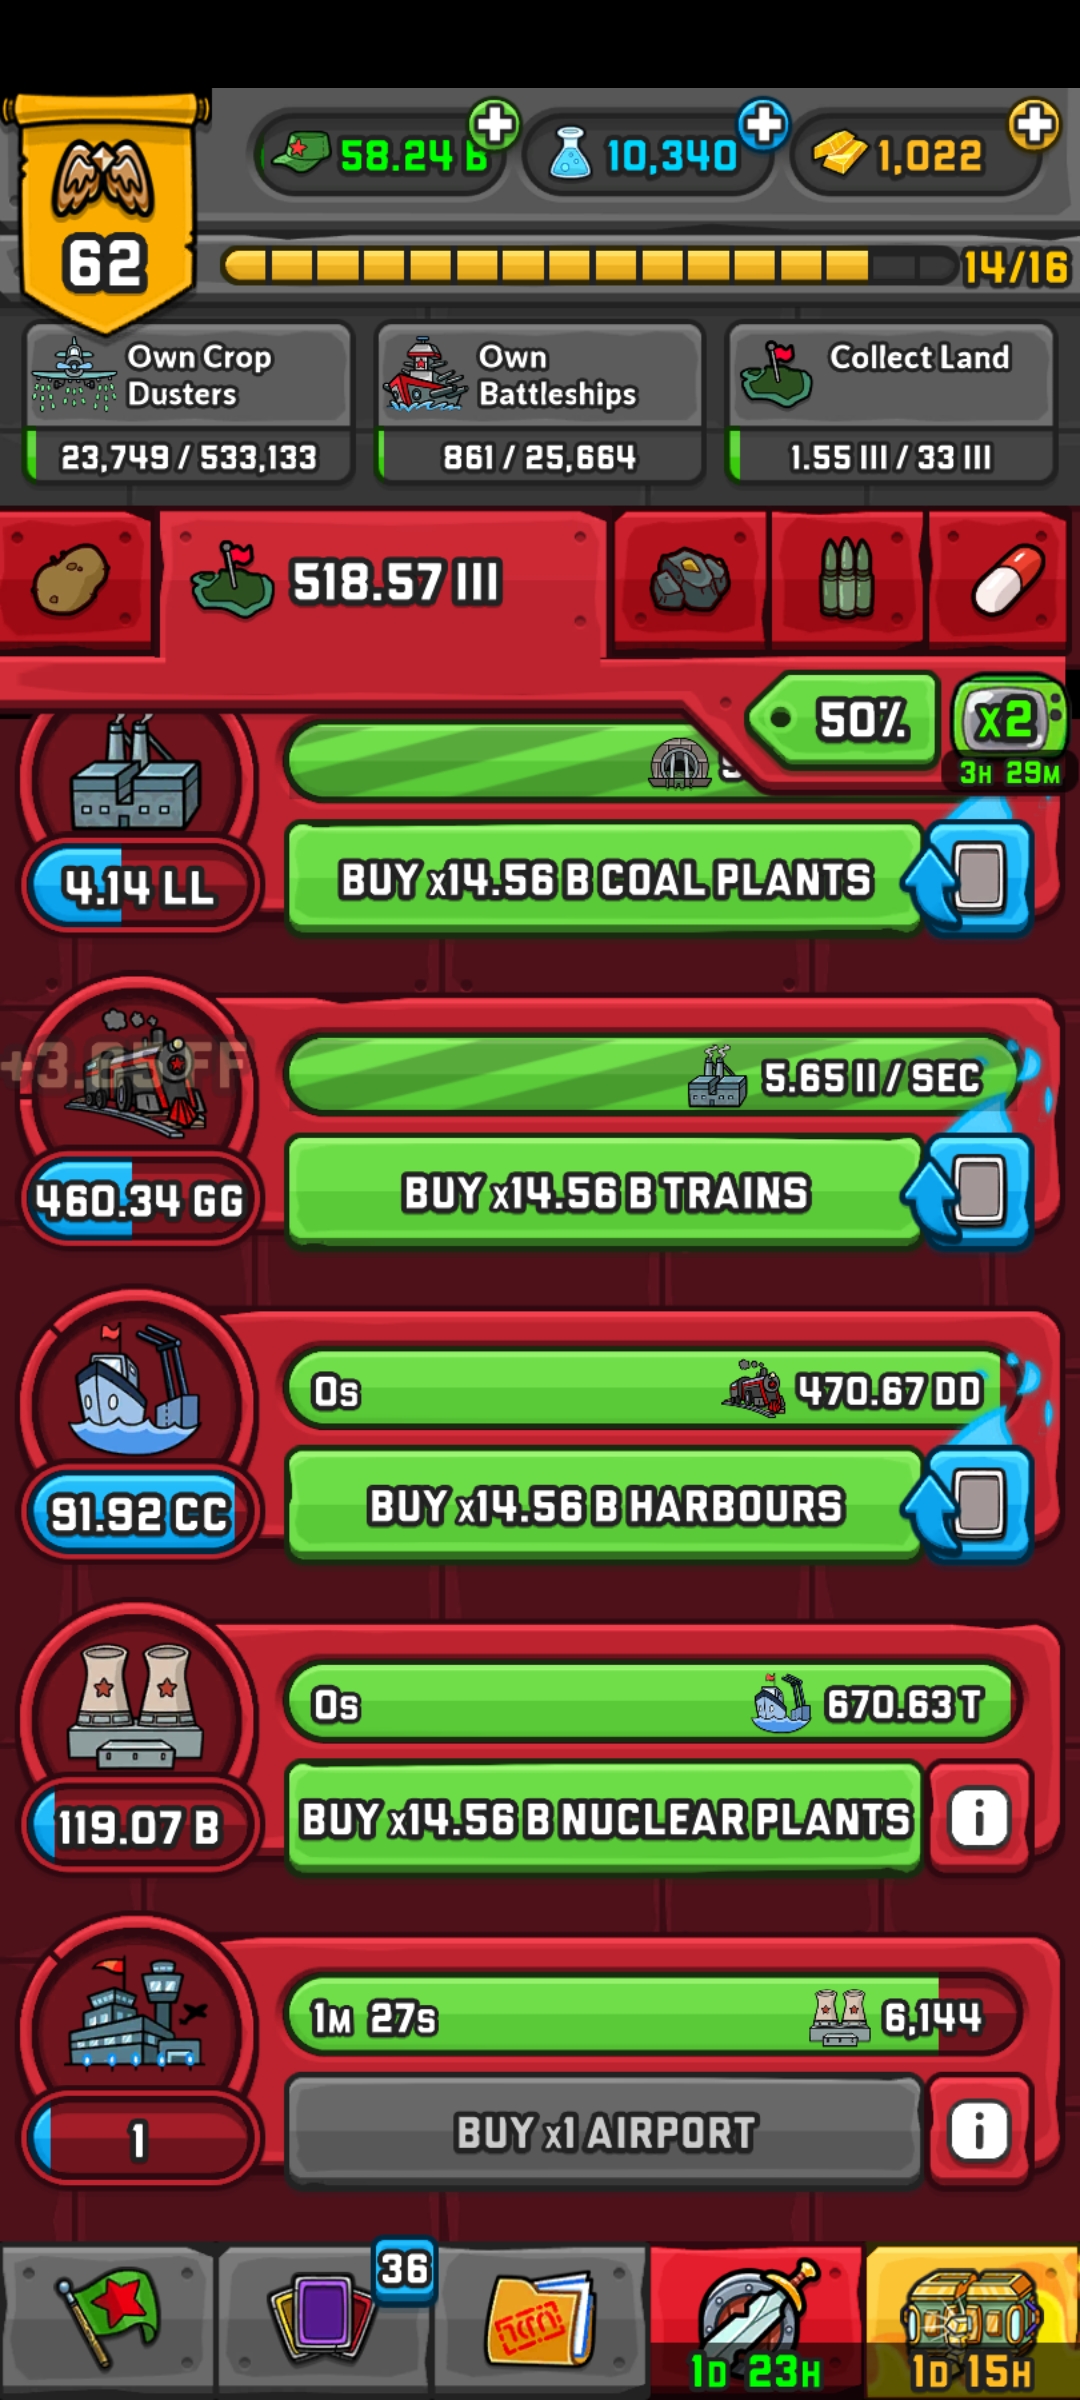 58.24 B
10,340
1,022
62
14/16
Own Crop
Dusters
23,749 / 533,133
Own
Battleships
861 / 25,664
Collect Land
1.55 III / 33 III
518.57 III
50%
x2
3H 29M
4.14 LL
BUY x14.56 B COAL PLANTS
5.65 II / SEC
460.34 GG
BUY x14.56 B TRAINS
0s
470.67 DD
91.92 CC
BUY x14.56 B HARBOURS
0s
670.63 T
119.07 B
BUY x14.56 B NUCLEAR PLANTS
i
1M 27s
6,144
1
BUY x1 AIRPORT
i
36
1D 23H
1D 15H